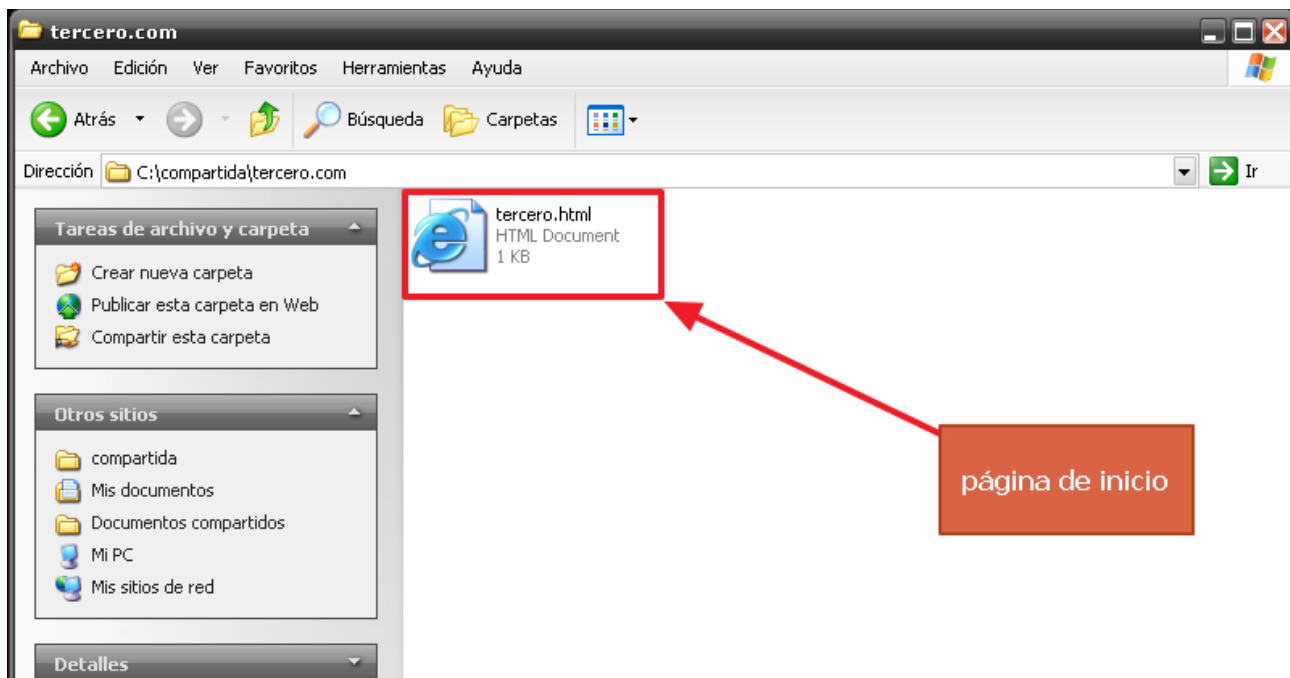 tercero.com
Archivo Edición Ver Favoritos Herramientas Ayuda
Atrás Búsqueda Carpetas
Dirección C:\compartida\tercero.com Ir
Tareas de archivo y carpeta
Crear nueva carpeta
Publicar esta carpeta en Web
Compartir esta carpeta
Otros sitios
compartida
Mis documentos
Documentos compartidos
Mi PC
Mis sitios de red
Detalles
tercero.html
HTML Document
1 KB
página de inicio